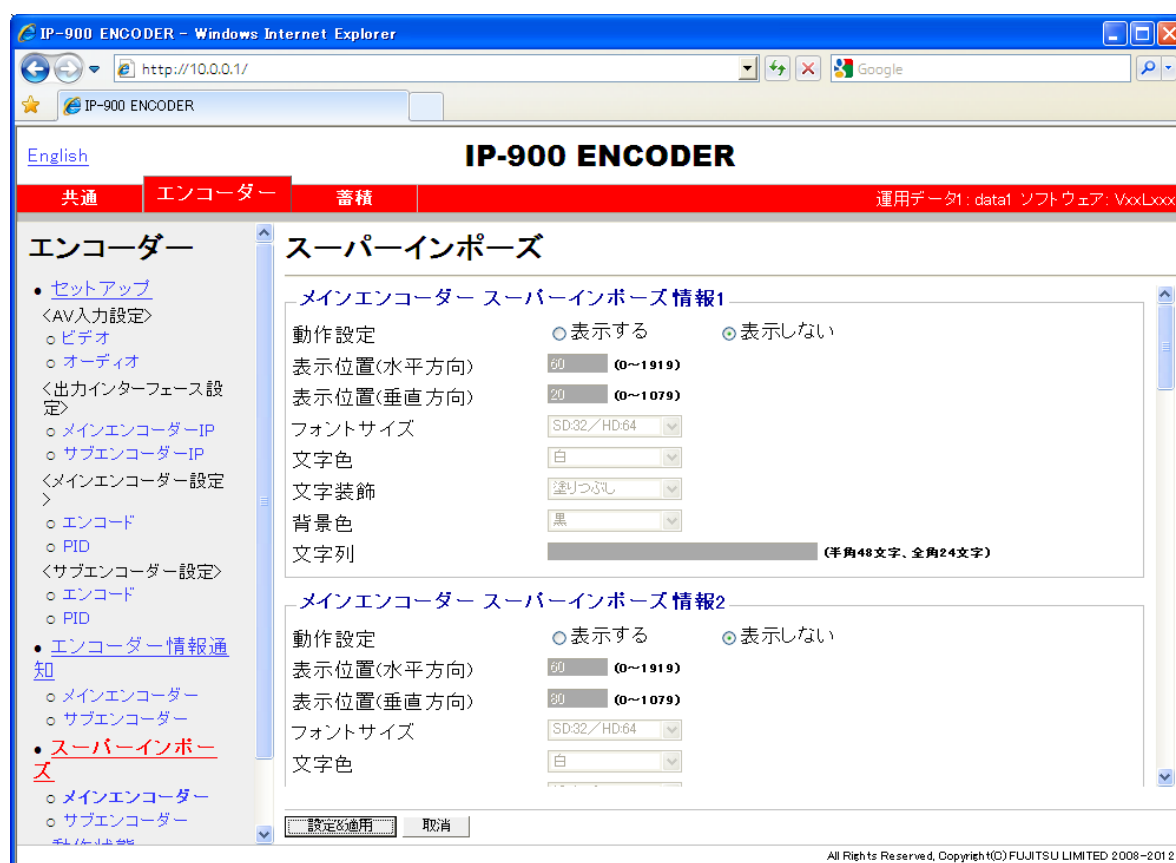 IP-900 ENCODER - Windows Internet Explorer
http://10.0.0.1/
Google
IP-900 ENCODER
English
IP-900 ENCODER
共通
エンコーダー
蓄積
運用データ1: data1 ソフトウェア: VxxLxxx
エンコーダー
セットアップ
<AV入力設定>
ビデオ
オーディオ
<出力インターフェース設
定>
メインエンコーダーIP
サブエンコーダーIP
<メインエンコーダー設定
>
エンコード
PID
<サブエンコーダー設定>
エンコード
PID
エンコーダー情報通
知
メインエンコーダー
サブエンコーダー
スーパーインポー
ズ
メインエンコーダー
サブエンコーダー
動作状態
スーパーインポーズ
メインエンコーダー スーパーインポーズ情報1
動作設定 表示する 表示しない
表示位置(水平方向) 60 (0~1919)
表示位置(垂直方向) 20 (0~1079)
フォントサイズ SD:32/HD:64
文字色 白
文字装飾 塗りつぶし
背景色 黒
文字列 (半角48文字、全角24文字)
メインエンコーダー スーパーインポーズ情報2
動作設定 表示する 表示しない
表示位置(水平方向) 60 (0~1919)
表示位置(垂直方向) 80 (0~1079)
フォントサイズ SD:32/HD:64
文字色 白
設定&適用 取消
All Rights Reserved, Copyright(C) FUJITSU LIMITED 2008-2012